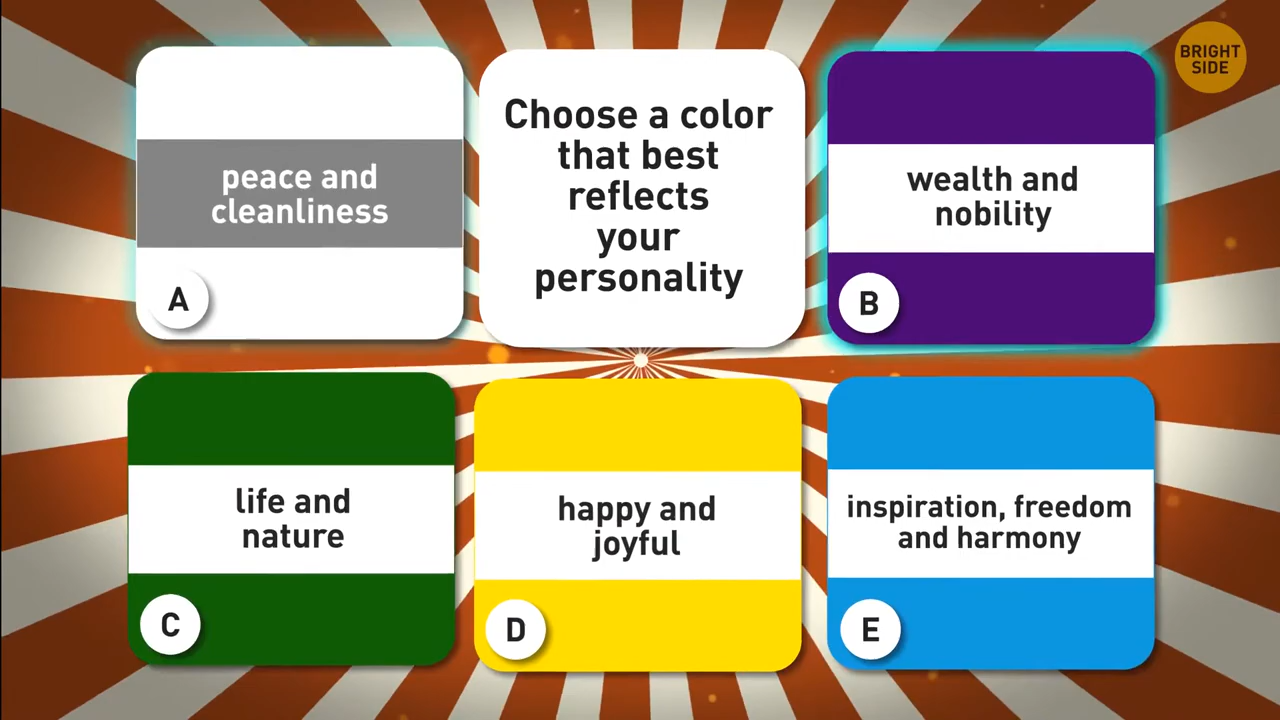 BRIGHT
SIDE
peace and
cleanliness
A
Choose a color
that best
reflects
your
personality
wealth and
nobility
B
life and
nature
C
happy and
joyful
D
inspiration, freedom
and harmony
E